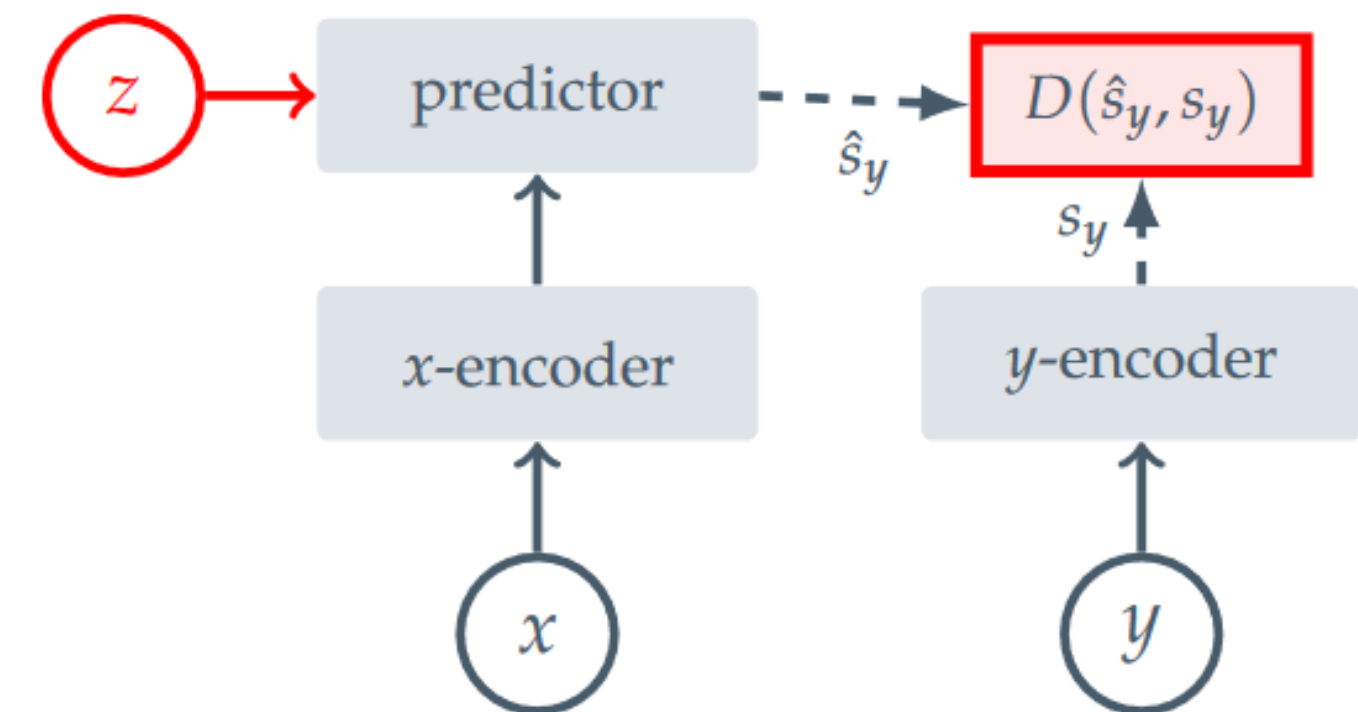 z
predictor
D(ŝ_y, s_y)
ŝ_y
s_y
x-encoder
y-encoder
x
y